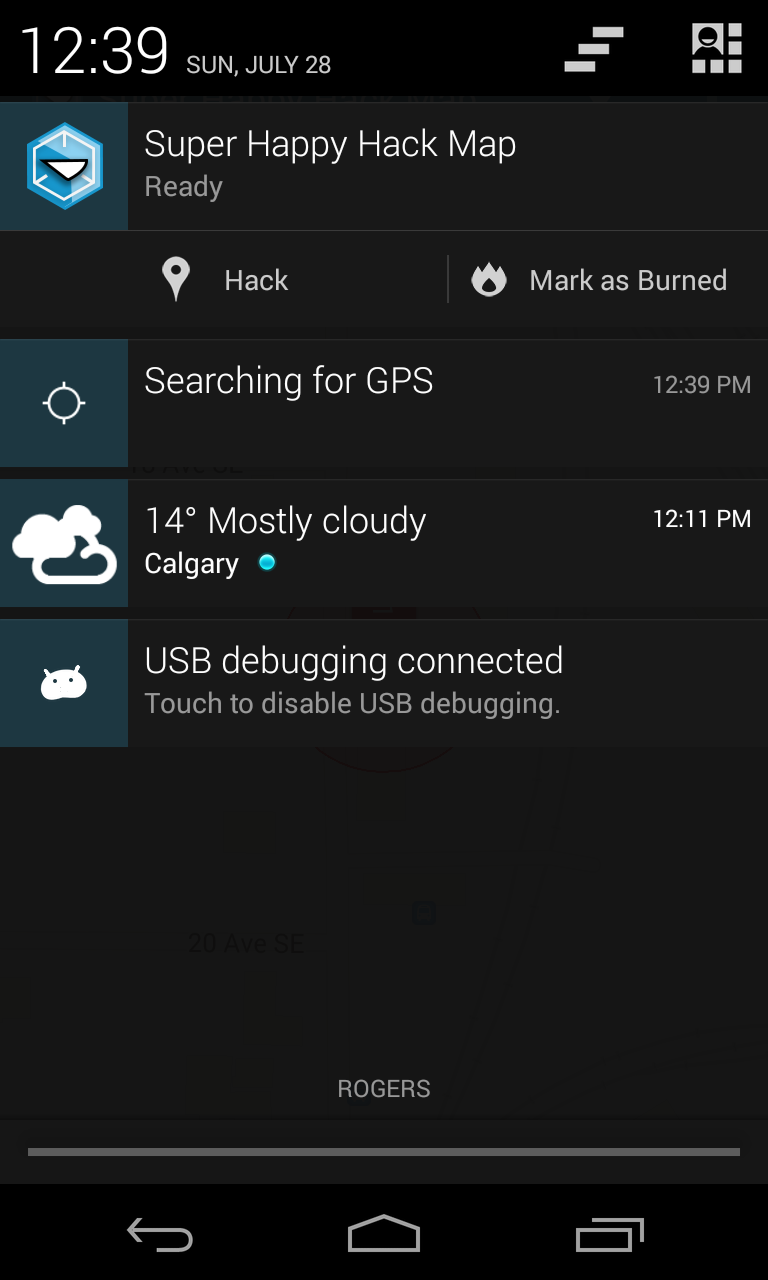 12:39 SUN, JULY 28
Super Happy Hack Map
Ready
Hack Mark as Burned
Searching for GPS 12:39 PM
14° Mostly cloudy 12:11 PM
Calgary
USB debugging connected
Touch to disable USB debugging.
20 Ave SE
ROGERS